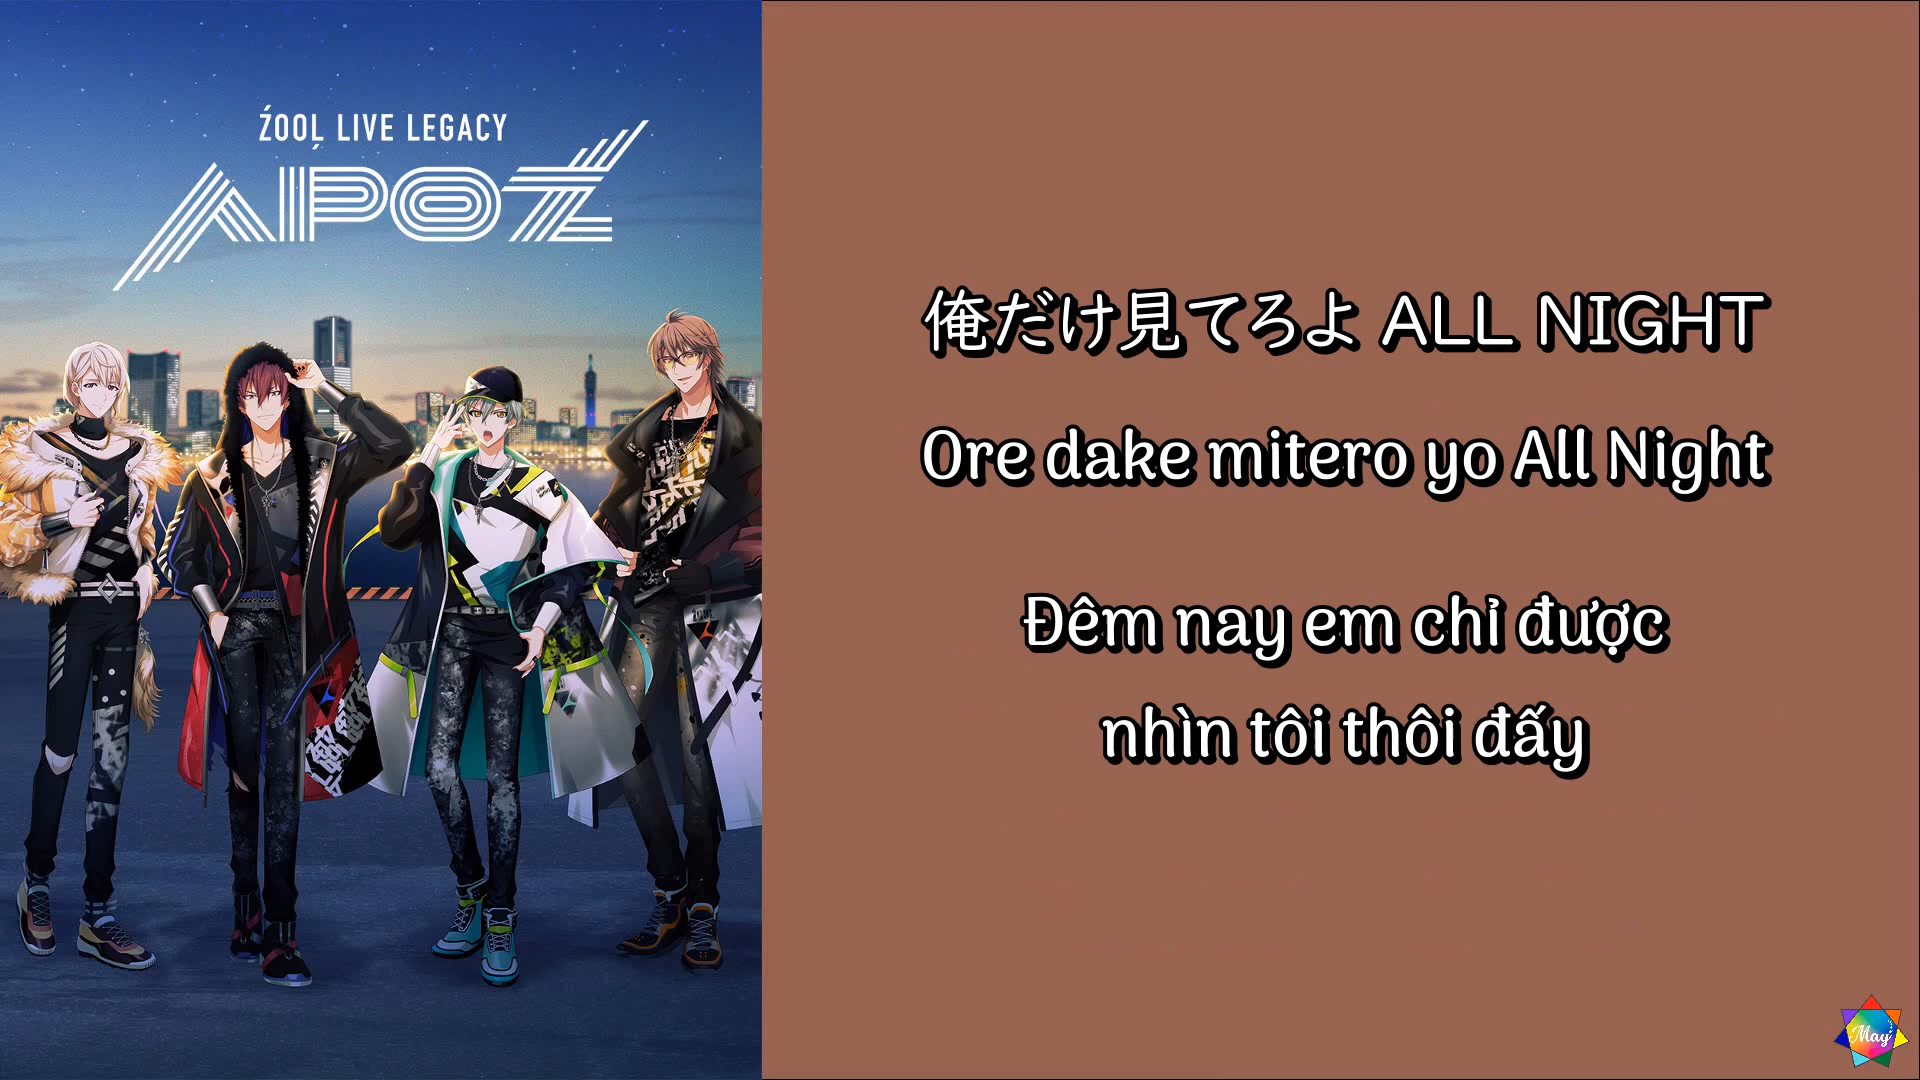 ŹOOĻ LIVE LEGACY
APOŹ
俺だけ見てろよ ALL NIGHT
Ore dake mitero yo All Night
Đêm nay em chỉ được
nhìn tôi thôi đấy
May